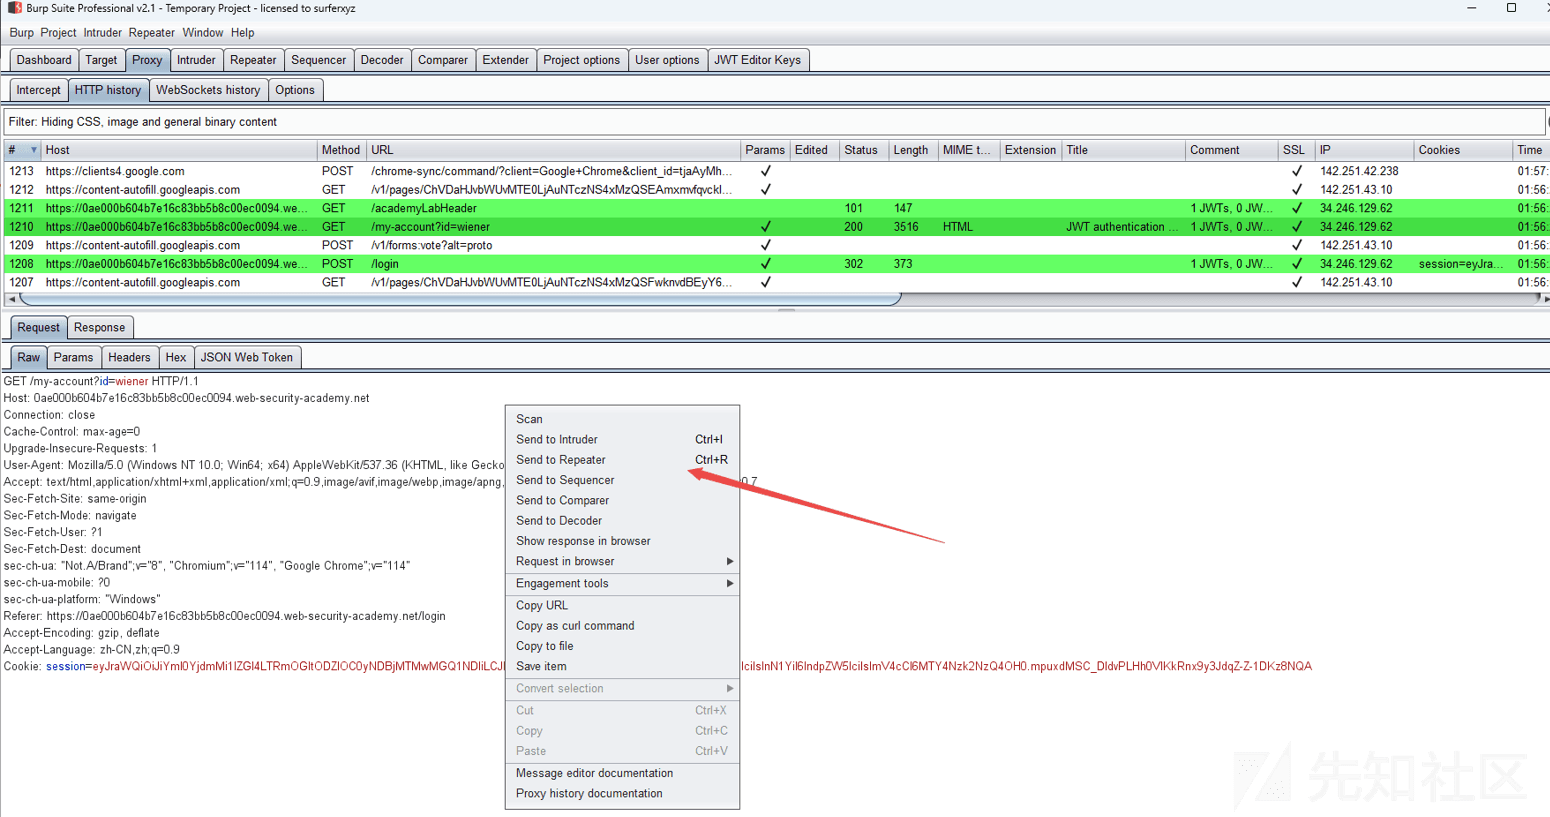 Burp Suite Professional v2.1 - Temporary Project - licensed to surferxyz
Burp Project Intruder Repeater Window Help
Dashboard Target Proxy Intruder Repeater Sequencer Decoder Comparer Extender Project options User options JWT Editor Keys
Intercept HTTP history WebSockets history Options
Filter: Hiding CSS, image and general binary content
# Host Method URL Params Edited Status Length MIME t... Extension Title Comment SSL IP Cookies Time
1213 https://clients4.google.com POST /chrome-sync/command/?client=Google+Chrome&client_id=tjaAyMh... ✓ ✓ 142.251.42.238 01:57:
1212 https://content-autofill.googleapis.com GET ✓ ✓ 142.251.43.10 01:56:
1211 https://0ae000b604b7e16c83bb5b8c00ec0094.we... GET /academyLabHeader 101 147 1 JWTs, 0 JW... ✓ 34.246.129.62 01:56:
1210 https://0ae000b604b7e16c83bb5b8c00ec0094.we... GET /my-account?id=wiener ✓ 200 3516 HTML JWT authentication ... 1 JWTs, 0 JW... ✓ 34.246.129.62 01:56:
1209 https://content-autofill.googleapis.com POST /v1/forms:vote?alt=proto ✓ ✓ 142.251.43.10 01:56:
1208 https://0ae000b604b7e16c83bb5b8c00ec0094.we... POST /login ✓ 302 373 1 JWTs, 0 JW... ✓ 34.246.129.62 session=eyJra... 01:56:
1207 https://content-autofill.googleapis.com GET ✓ ✓ 142.251.43.10 01:56:
Request Response
Raw Params Headers Hex JSON Web Token
GET /my-account?id=wiener HTTP/1.1
Host: 0ae000b604b7e16c83bb5b8c00ec0094.web-security-academy.net
Connection: close
Cache-Control: max-age=0
Upgrade-Insecure-Requests: 1
User-Agent: Mozilla/5.0 (Windows NT 10.0; Win64; x64) AppleWebKit/537.36 (KHTML, like Gecko
Accept: text/html,application/xhtml+xml,application/xml;q=0.9,image/avif,image/webp,image/apng, 0.7
Sec-Fetch-Site: same-origin
Sec-Fetch-Mode: navigate
Sec-Fetch-User: ?1
Sec-Fetch-Dest: document
sec-ch-ua: "Not.A/Brand";v="8", "Chromium";v="114", "Google Chrome";v="114"
sec-ch-ua-mobile: ?0
sec-ch-ua-platform: "Windows"
Referer: https://0ae000b604b7e16c83bb5b8c00ec0094.web-security-academy.net/login
Accept-Encoding: gzip, deflate
Accept-Language: zh-CN,zh;q=0.9
Cookie:
Scan
Send to Intruder Ctrl+I
Send to Repeater Ctrl+R
Send to Sequencer
Send to Comparer
Send to Decoder
Show response in browser
Request in browser
Engagement tools
Copy URL
Copy as curl command
Copy to file
Save item
Convert selection
Cut Ctrl+X
Copy Ctrl+C
Paste Ctrl+V
Message editor documentation
Proxy history documentation
先知社区